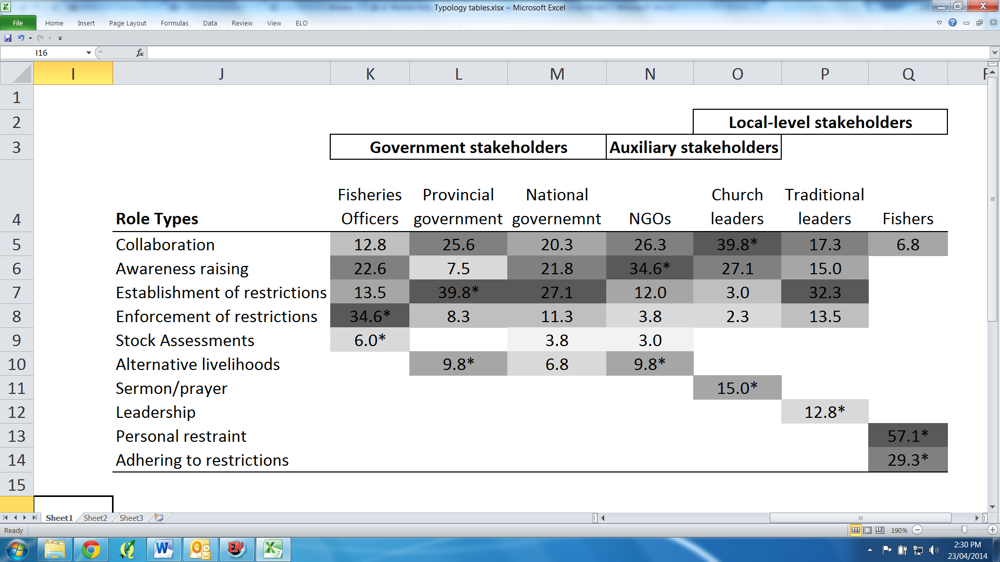 Typology tables.xlsx - Microsoft Excel
File Home Insert Page Layout Formulas Data Review View ELO
I16 fx
I J K L M N O P Q
1
2 Local-level stakeholders
3 Government stakeholders Auxiliary stakeholders
Fisheries Provincial National Church Traditional
4 Role Types Officers government governemnt NGOs leaders leaders Fishers
5 Collaboration 12.8 25.6 20.3 26.3 39.8* 17.3 6.8
6 Awareness raising 22.6 7.5 21.8 34.6* 27.1 15.0
7 Establishment of restrictions 13.5 39.8* 27.1 12.0 3.0 32.3
8 Enforcement of restrictions 34.6* 8.3 11.3 3.8 2.3 13.5
9 Stock Assessments 6.0* 3.8 3.0
10 Alternative livelihoods 9.8* 6.8 9.8*
11 Sermon/prayer 15.0*
12 Leadership 12.8*
13 Personal restraint 57.1*
14 Adhering to restrictions 29.3*
15
Sheet1 Sheet2 Sheet3
Ready 190%
EN
2:30 PM
23/04/2014